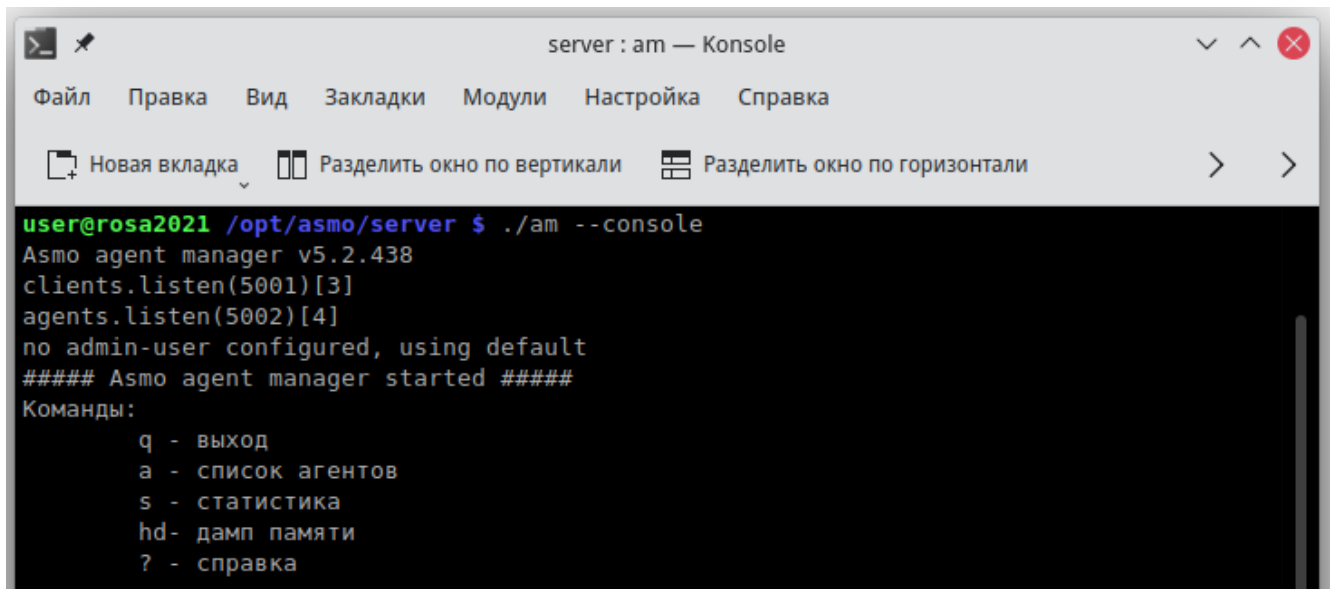 server : am — Konsole
Файл Правка Вид Закладки Модули Настройка Справка
Новая вкладка Разделить окно по вертикали Разделить окно по горизонтали
user@rosa2021 /opt/asmo/server $ ./am --console
Asmo agent manager v5.2.438
clients.listen(5001)[3]
agents.listen(5002)[4]
no admin-user configured, using default
##### Asmo agent manager started #####
Команды:
q - выход
a - список агентов
s - статистика
hd- дамп памяти
? - справка